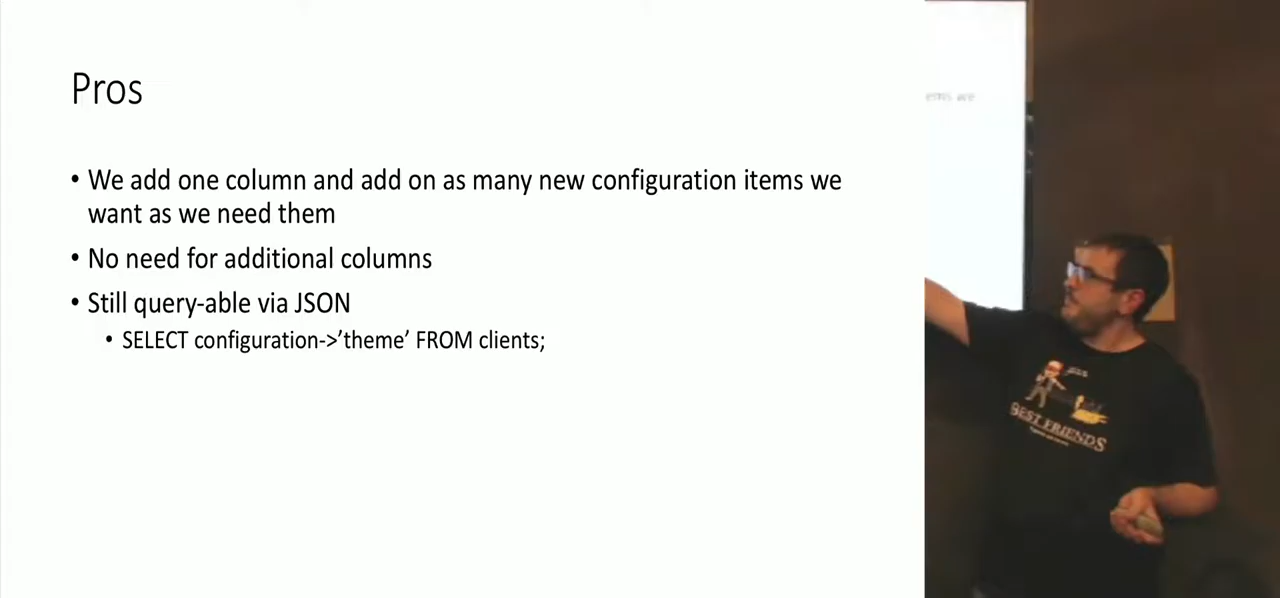 Pros
• We add one column and add on as many new configuration items we
want as we need them
• No need for additional columns
• Still query-able via JSON
• SELECT configuration->’theme’ FROM clients;
BEST FRIENDS